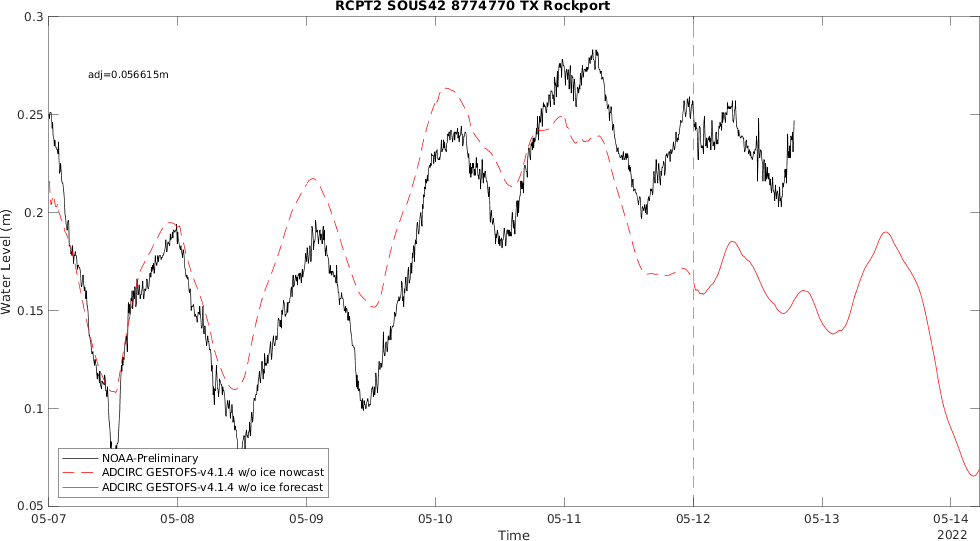 RCPT2 SOUS42 8774770 TX Rockport
0.3
adj=0.056615m
0.25
0.2
Water Level (m)
0.15
0.1
NOAA-Preliminary
ADCIRC GESTOFS-v4.1.4 w/o ice nowcast
ADCIRC GESTOFS-v4.1.4 w/o ice forecast
0.05
05-07 05-08 05-09 05-10 05-11 05-12 05-13 05-14
Time
2022